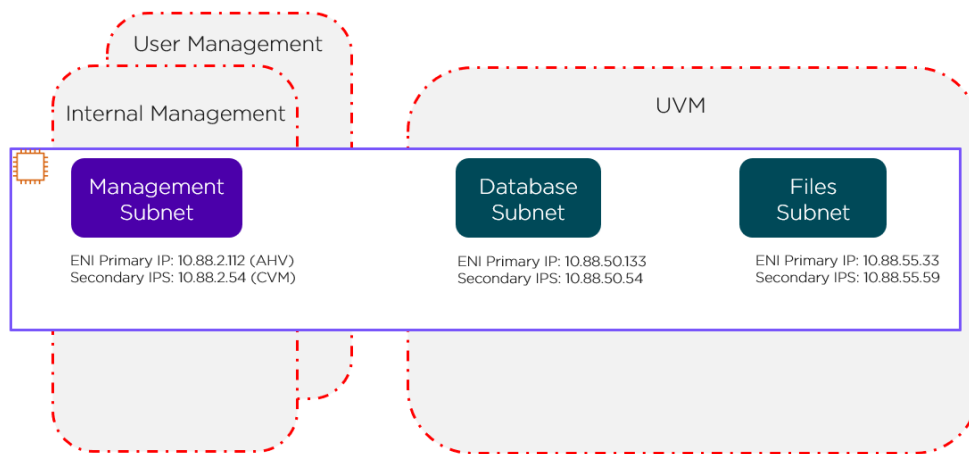 User Management
Internal Management
UVM
Management
Subnet
ENI Primary IP: 10.88.2.112 (AHV)
Secondary IPS: 10.88.2.54 (CVM)
Database
Subnet
ENI Primary IP: 10.88.50.133
Secondary IPS: 10.88.50.54
Files
Subnet
ENI Primary IP: 10.88.55.33
Secondary IPS: 10.88.55.59